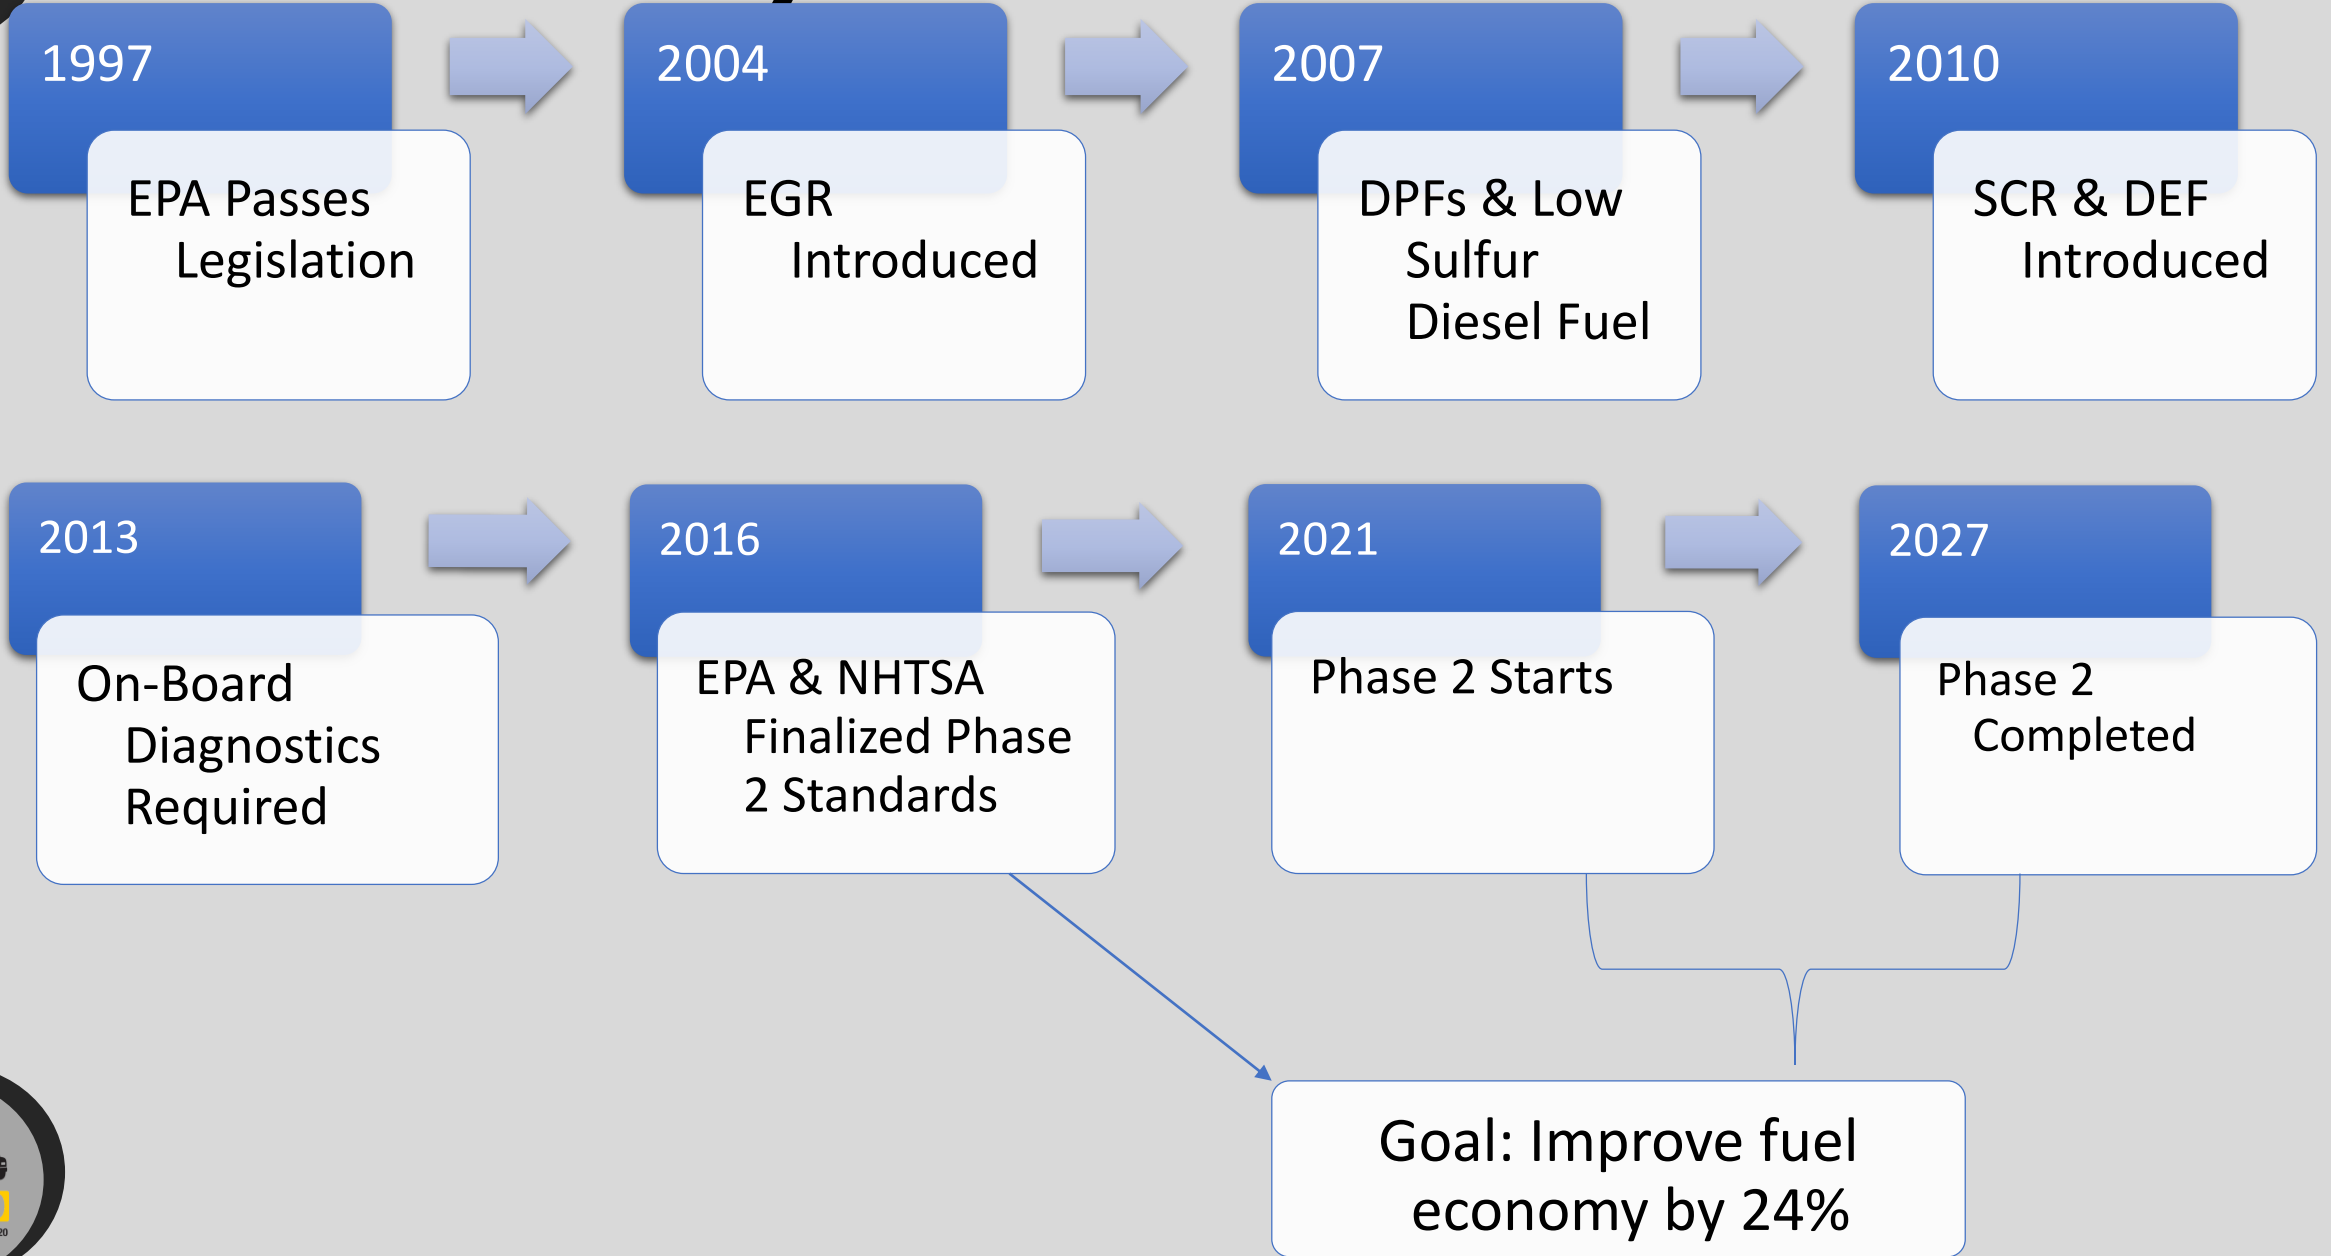 1997
EPA Passes
Legislation
2004
EGR
Introduced
2007
DPFs & Low
Sulfur
Diesel Fuel
2010
SCR & DEF
Introduced
2013
On-Board
Diagnostics
Required
2016
EPA & NHTSA
Finalized Phase
2 Standards
2021
Phase 2 Starts
2027
Phase 2
Completed
Goal: Improve fuel
economy by 24%